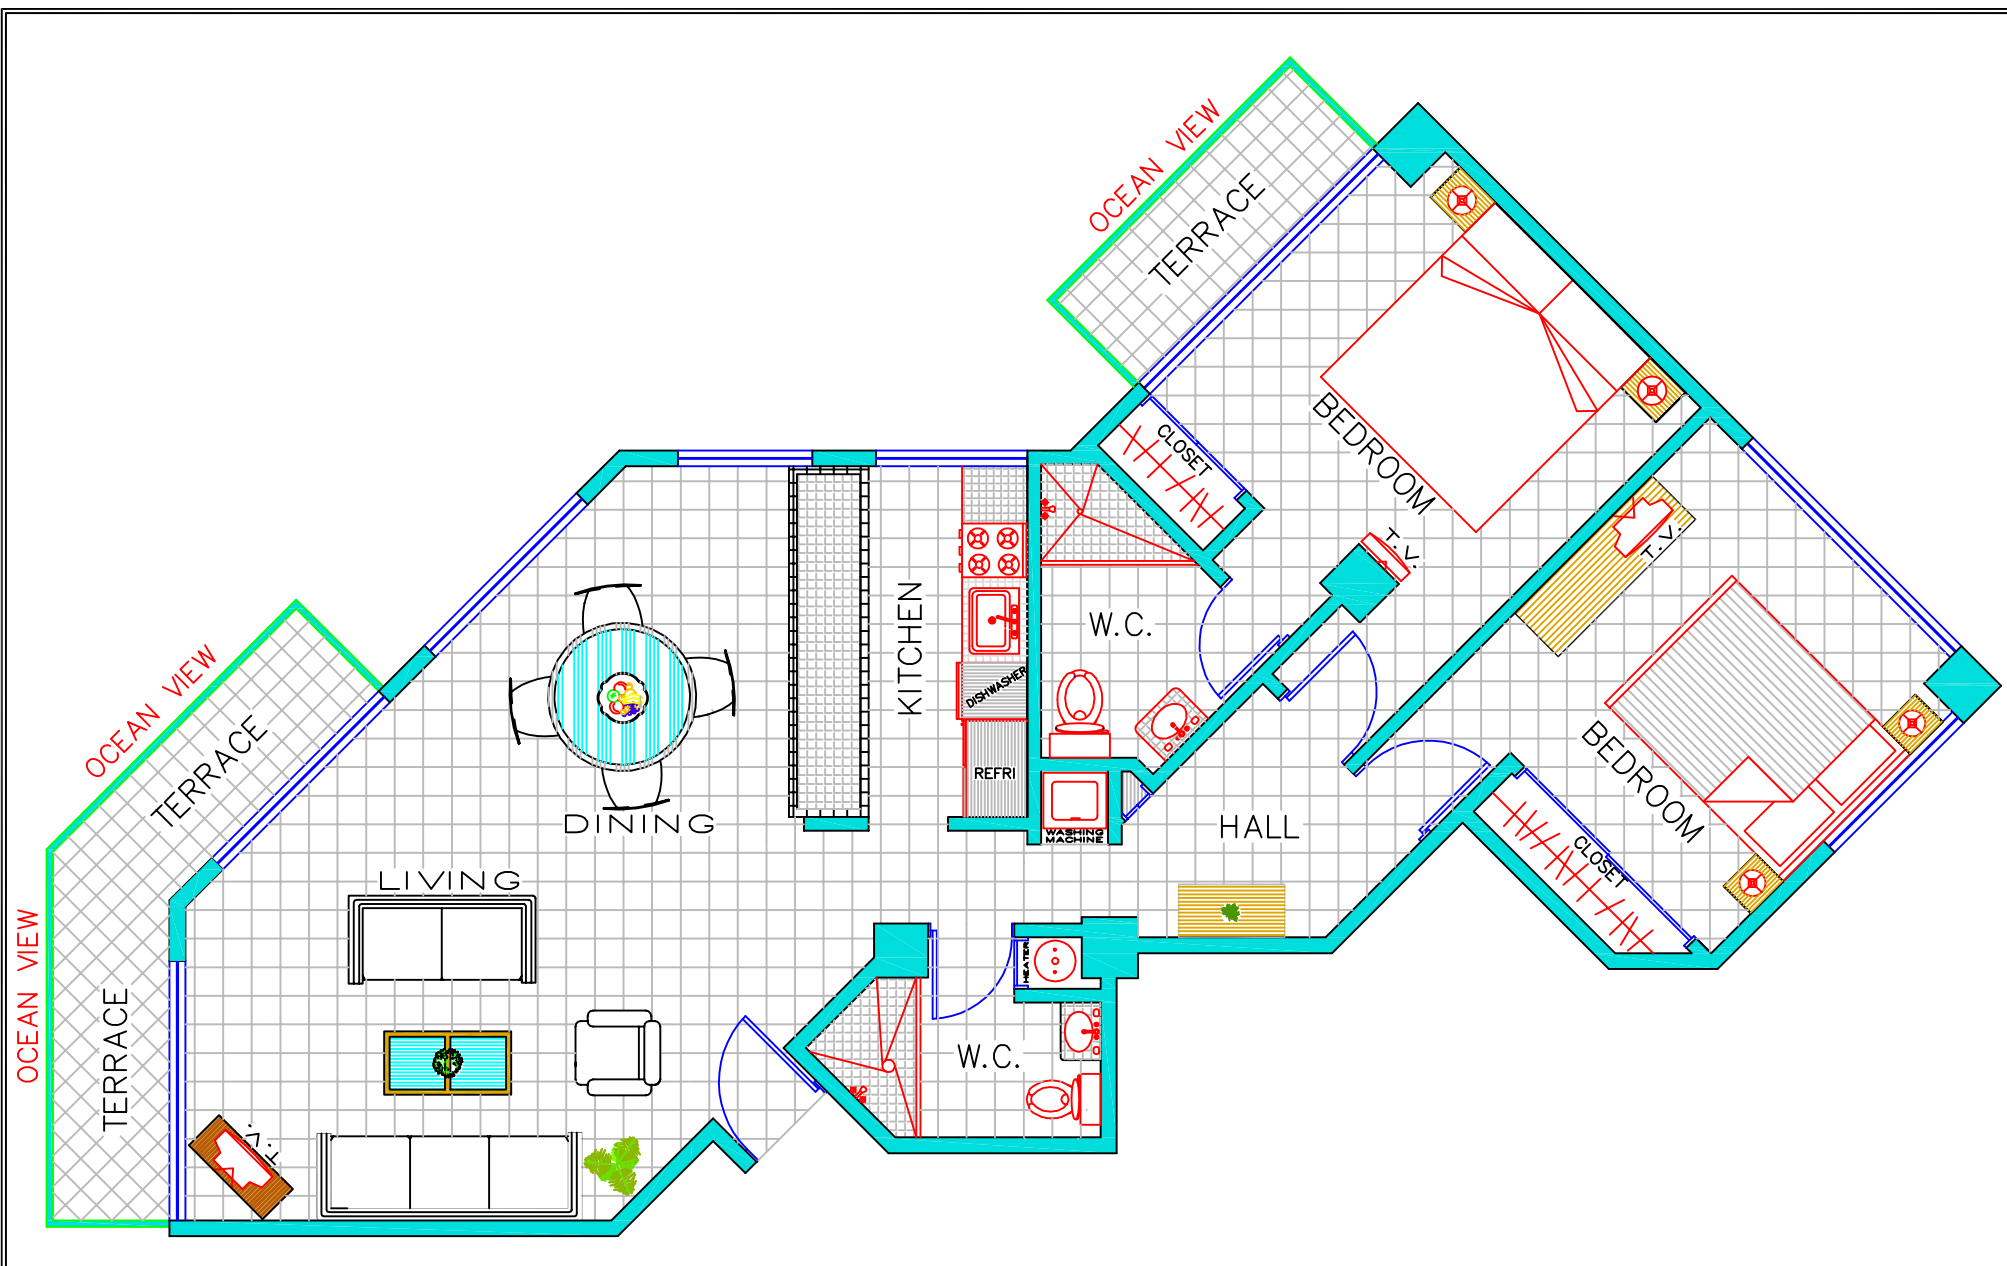 OCEAN VIEW
TERRACE
CLOSET
BEDROOM
T.V.
T.V.
KITCHEN
W.C.
OCEAN VIEW
TERRACE
DISHWASHER
REFRI
BEDROOM
DINING
WASHING
MACHINE
HALL
CLOSET
LIVING
OCEAN VIEW
TERRACE
HEATER
W.C.
T.V.